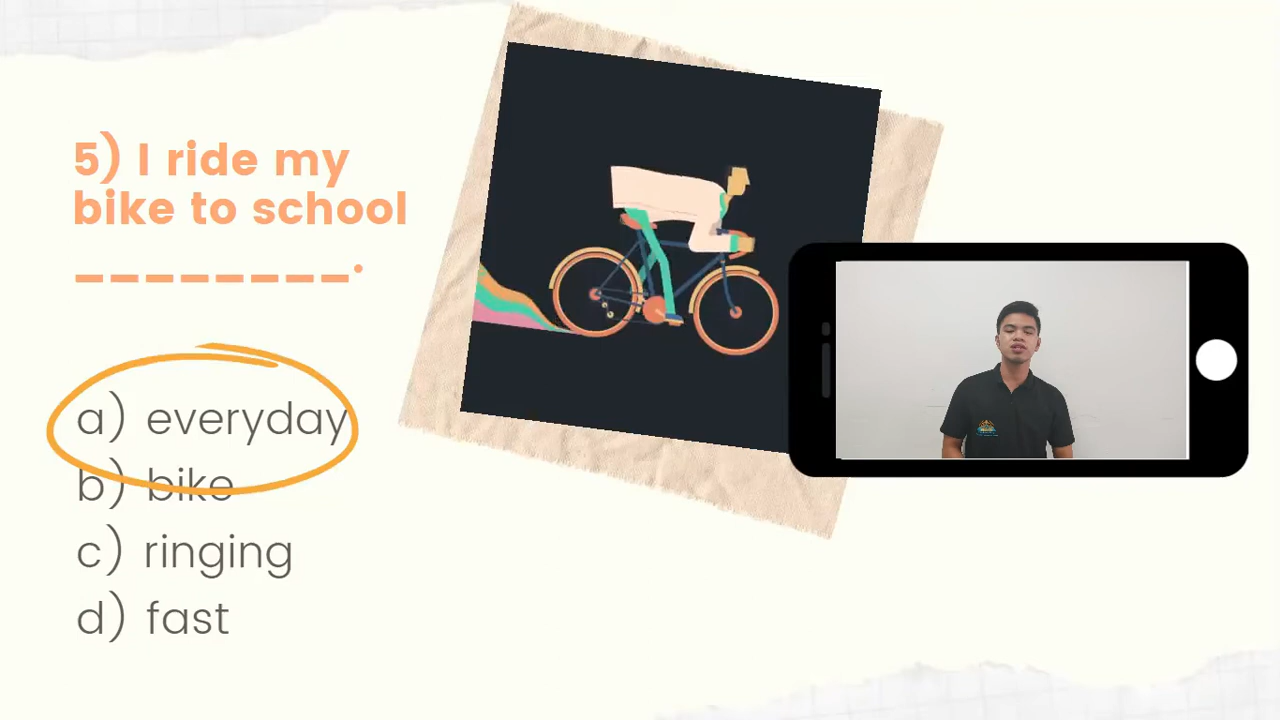 5) I ride my
bike to school
________.
a) everyday
b) bike
c) ringing
d) fast